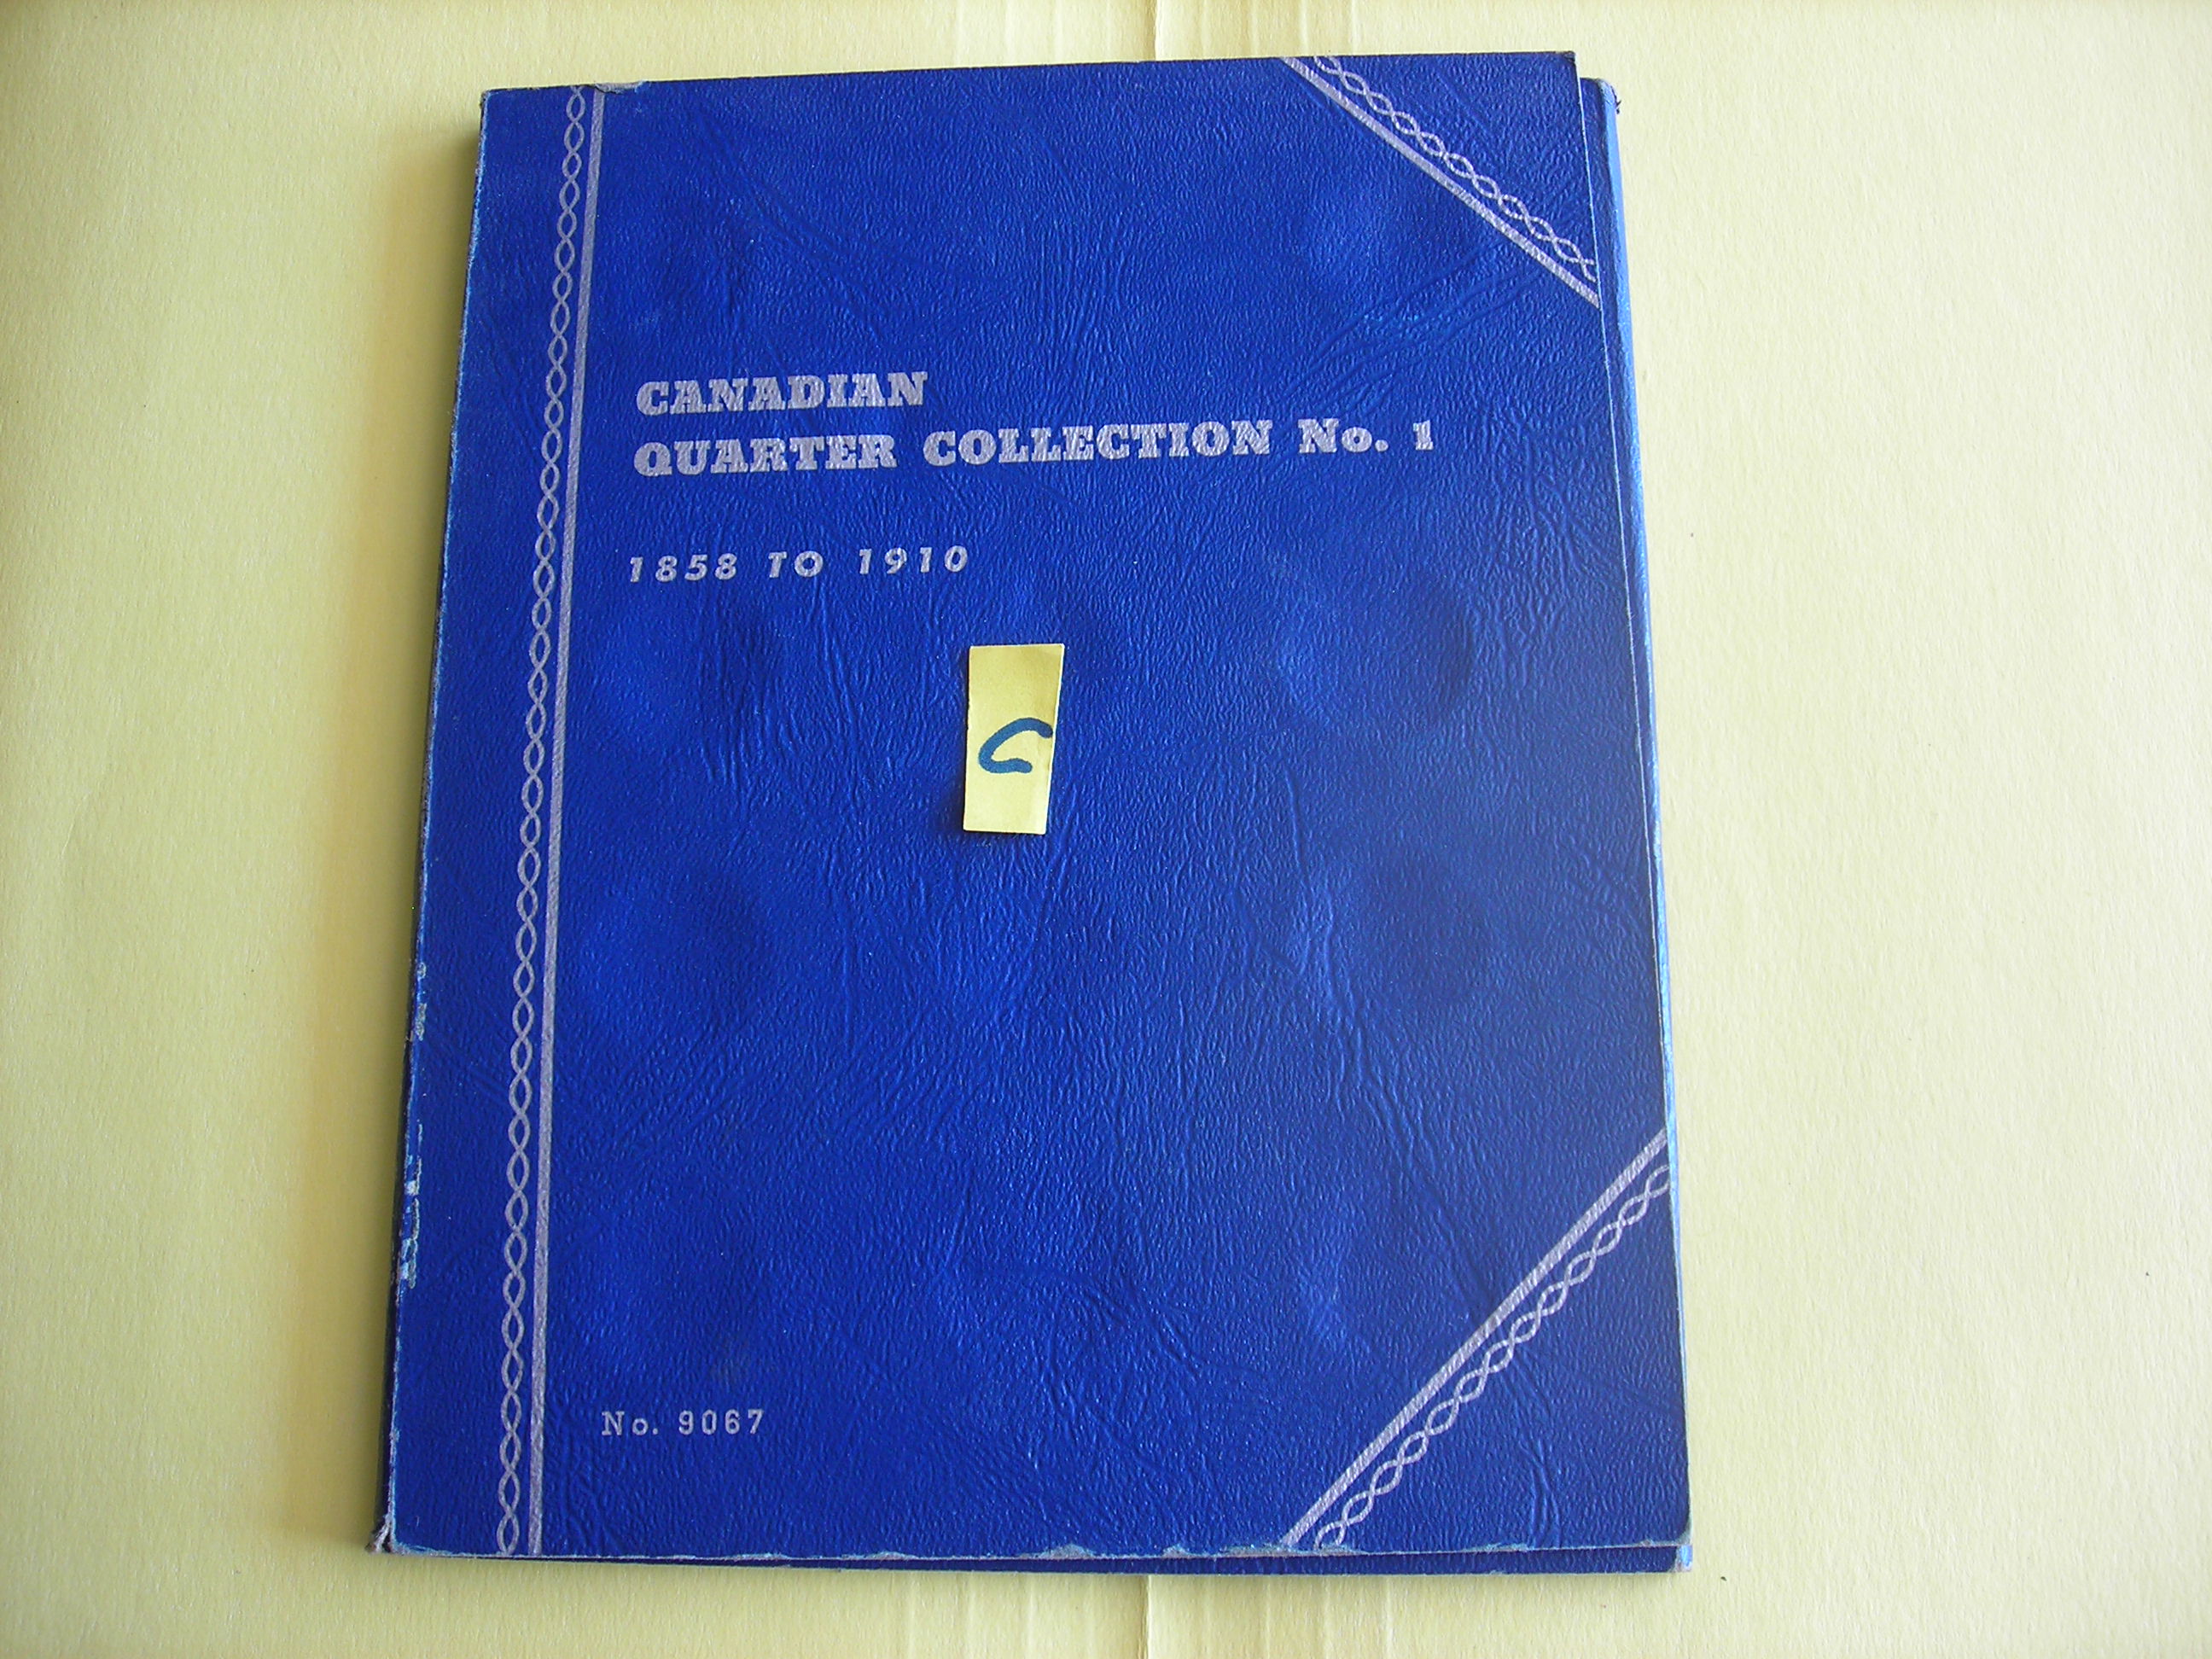 CANADIAN
QUARTER COLLECTION No. 1
1858 TO 1910
C
No. 9067